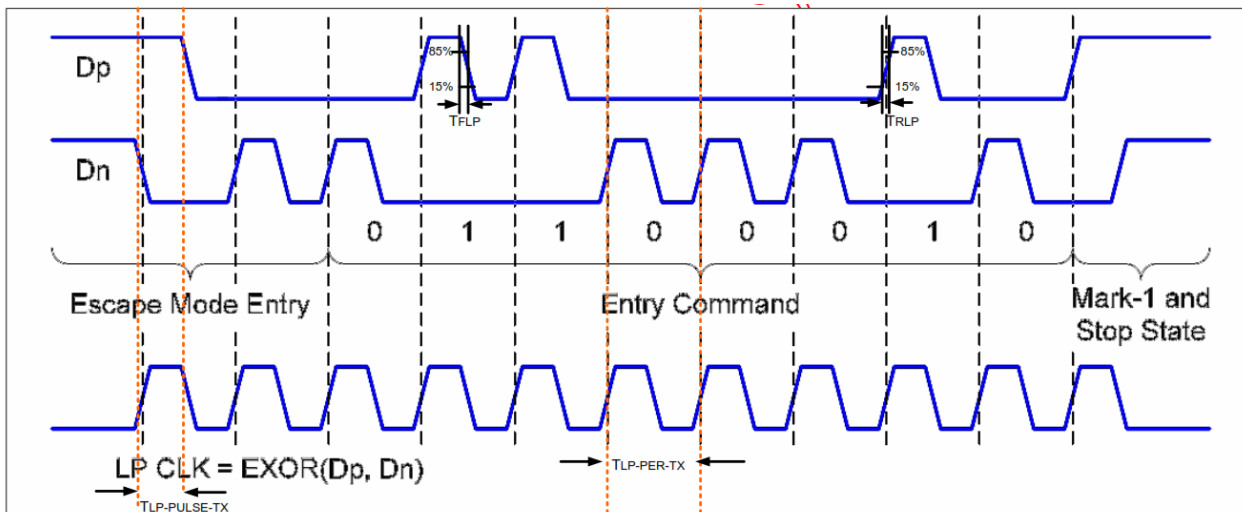 Dp
85%
15%
TFLP
85%
15%
TRLP
Dn
0 1 1 0 0 0 1 0
Escape Mode Entry
Entry Command
Mark-1 and
Stop State
LP CLK = EXOR(Dp, Dn)
TLP-PER-TX
TLP-PULSE-TX